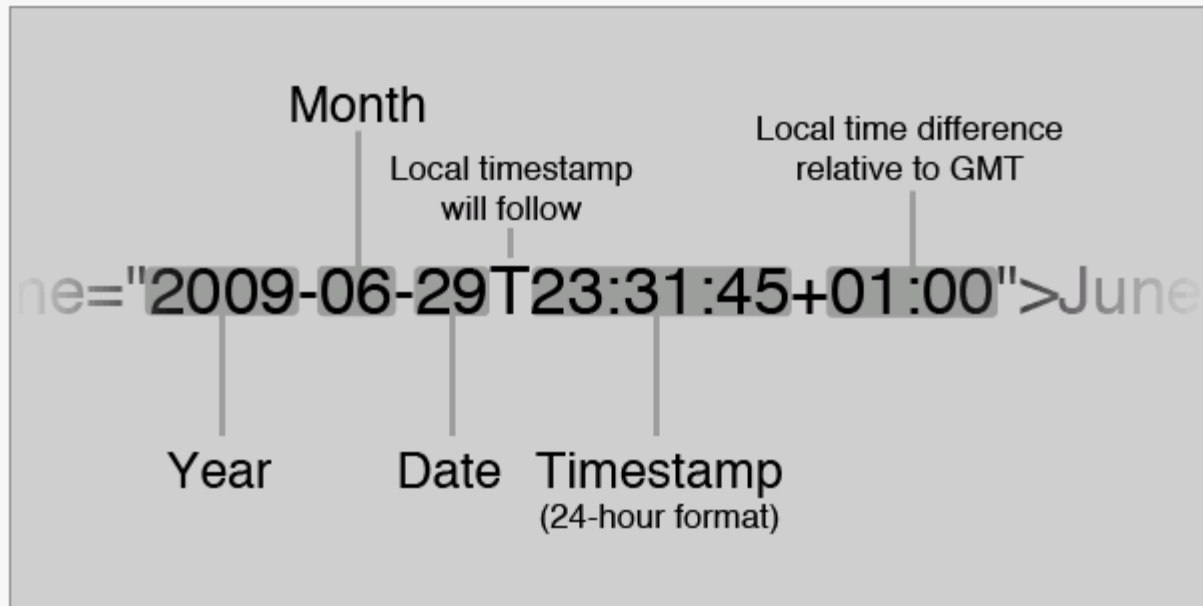 Month
Local time difference
relative to GMT
Local timestamp
will follow
ne="2009-06-29T23:31:45+01:00">June
Year
Date
Timestamp
(24-hour format)